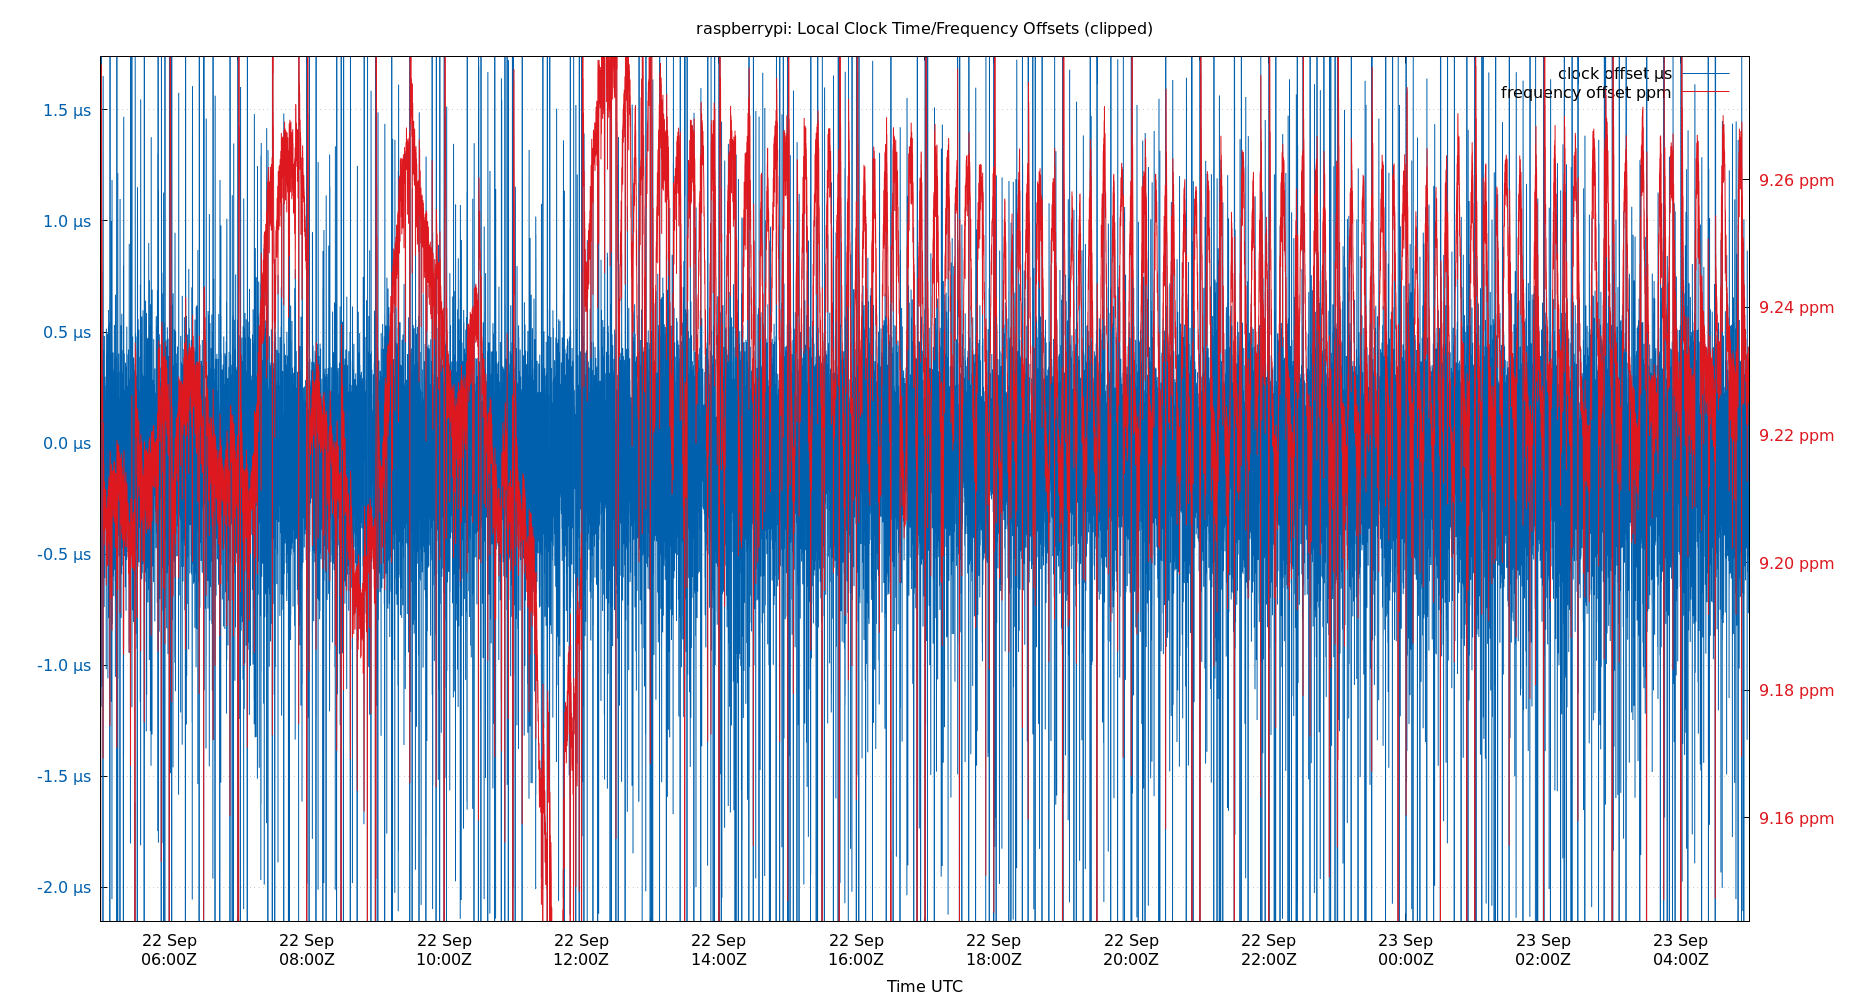 raspberrypi: Local Clock Time/Frequency Offsets (clipped)
clock offset µs
frequency offset ppm
1.5 µs
1.0 µs
0.5 µs
0.0 µs
-0.5 µs
-1.0 µs
-1.5 µs
-2.0 µs
9.26 ppm
9.24 ppm
9.22 ppm
9.20 ppm
9.18 ppm
9.16 ppm
22 Sep
06:00Z
22 Sep
08:00Z
22 Sep
10:00Z
22 Sep
12:00Z
22 Sep
14:00Z
22 Sep
16:00Z
22 Sep
18:00Z
22 Sep
20:00Z
22 Sep
22:00Z
23 Sep
00:00Z
23 Sep
02:00Z
23 Sep
04:00Z
Time UTC